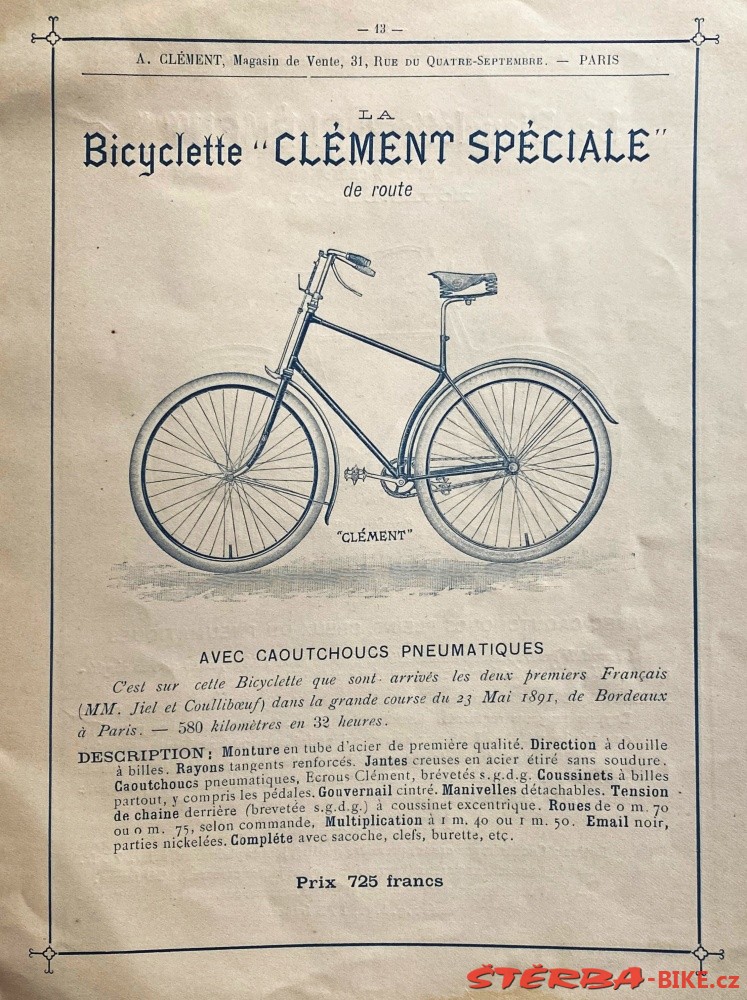 — 13 —
A. CLÉMENT, Magasin de Vente, 31, RUE DU QUATRE-SEPTEMBRE. — PARIS
LA
Bicyclette “CLÉMENT SPÉCIALE”
de route
“CLÉMENT”
AVEC CAOUTCHOUCS PNEUMATIQUES
C'est sur cette Bicyclette que sont arrivés les deux premiers Français
(MM. Jiel et Coullibœuf) dans la grande course du 23 Mai 1891, de Bordeaux
à Paris. — 580 kilomètres en 32 heures.
DESCRIPTION: Monture en tube d'acier de première qualité. Direction à douille
à billes. Rayons tangents renforcés. Jantes creuses en acier étiré sans soudure.
Caoutchoucs pneumatiques, Ecrous Clément, brévetés s.g.d.g. Coussinets à billes
partout, y compris les pédales. Gouvernail cintré. Manivelles détachables. Tension
de chaine derrière (brevetée s.g.d.g.) à coussinet excentrique. Roues de 0 m. 70
ou 0 m. 75, selon commande. Multiplication à 1 m. 40 ou 1 m. 50. Email noir,
parties nickelées. Complète avec sacoche, clefs, burette, etc.
Prix 725 francs
ŠTĚRBA-BIKE.cz